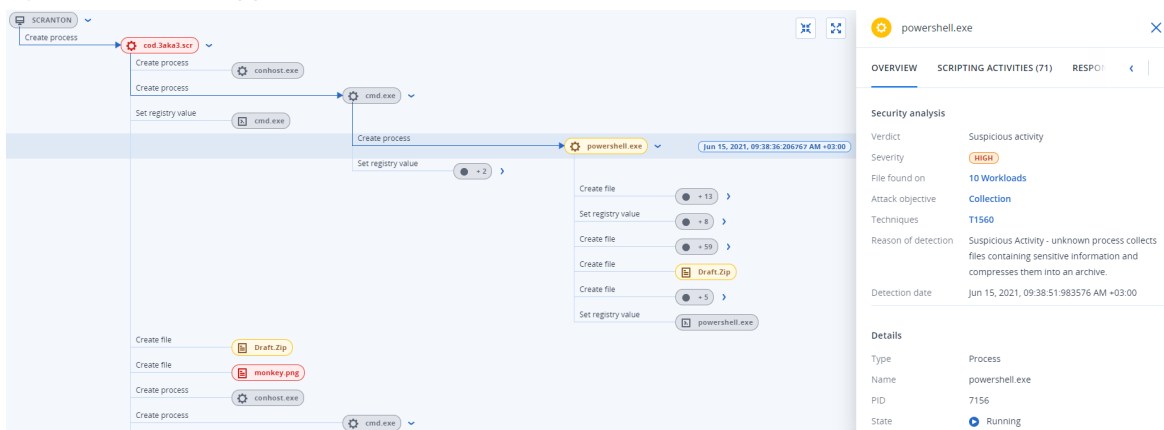 SCRANTON
Create process
cod.3aka3.scr
Create process
conhost.exe
Create process
cmd.exe
Set registry value
cmd.exe
Create process
powershell.exe
Jun 15, 2021, 09:38:36:206767 AM +03:00
Set registry value
+ 2
Create file
+ 13
Set registry value
+ 8
Create file
+ 59
Create file
Draft.Zip
Create file
+ 5
Set registry value
powershell.exe
Create file
Draft.Zip
Create file
monkey.png
Create process
conhost.exe
Create process
cmd.exe
powershell.exe
OVERVIEW SCRIPTING ACTIVITIES (71) RESPON
Security analysis
Verdict Suspicious activity
Severity HIGH
File found on 10 Workloads
Attack objective Collection
Techniques T1560
Reason of detection Suspicious Activity - unknown process collects
files containing sensitive information and
compresses them into an archive.
Detection date Jun 15, 2021, 09:38:51:983576 AM +03:00
Details
Type Process
Name powershell.exe
PID 7156
State Running